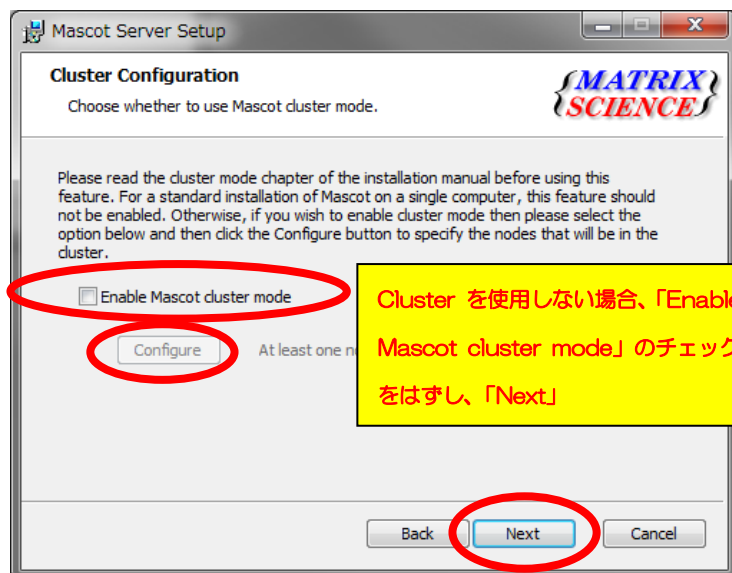 Mascot Server Setup
Cluster Configuration
Choose whether to use Mascot cluster mode.
{MATRIX}
{SCIENCE}
Please read the cluster mode chapter of the installation manual before using this
feature. For a standard installation of Mascot on a single computer, this feature should
not be enabled. Otherwise, if you wish to enable cluster mode then please select the
option below and then click the Configure button to specify the nodes that will be in the
cluster.
Enable Mascot cluster mode
Configure
At least one
Cluster を使用しない場合、「Enable
Mascot cluster mode」のチェック
をはずし、「Next」
Back
Next
Cancel